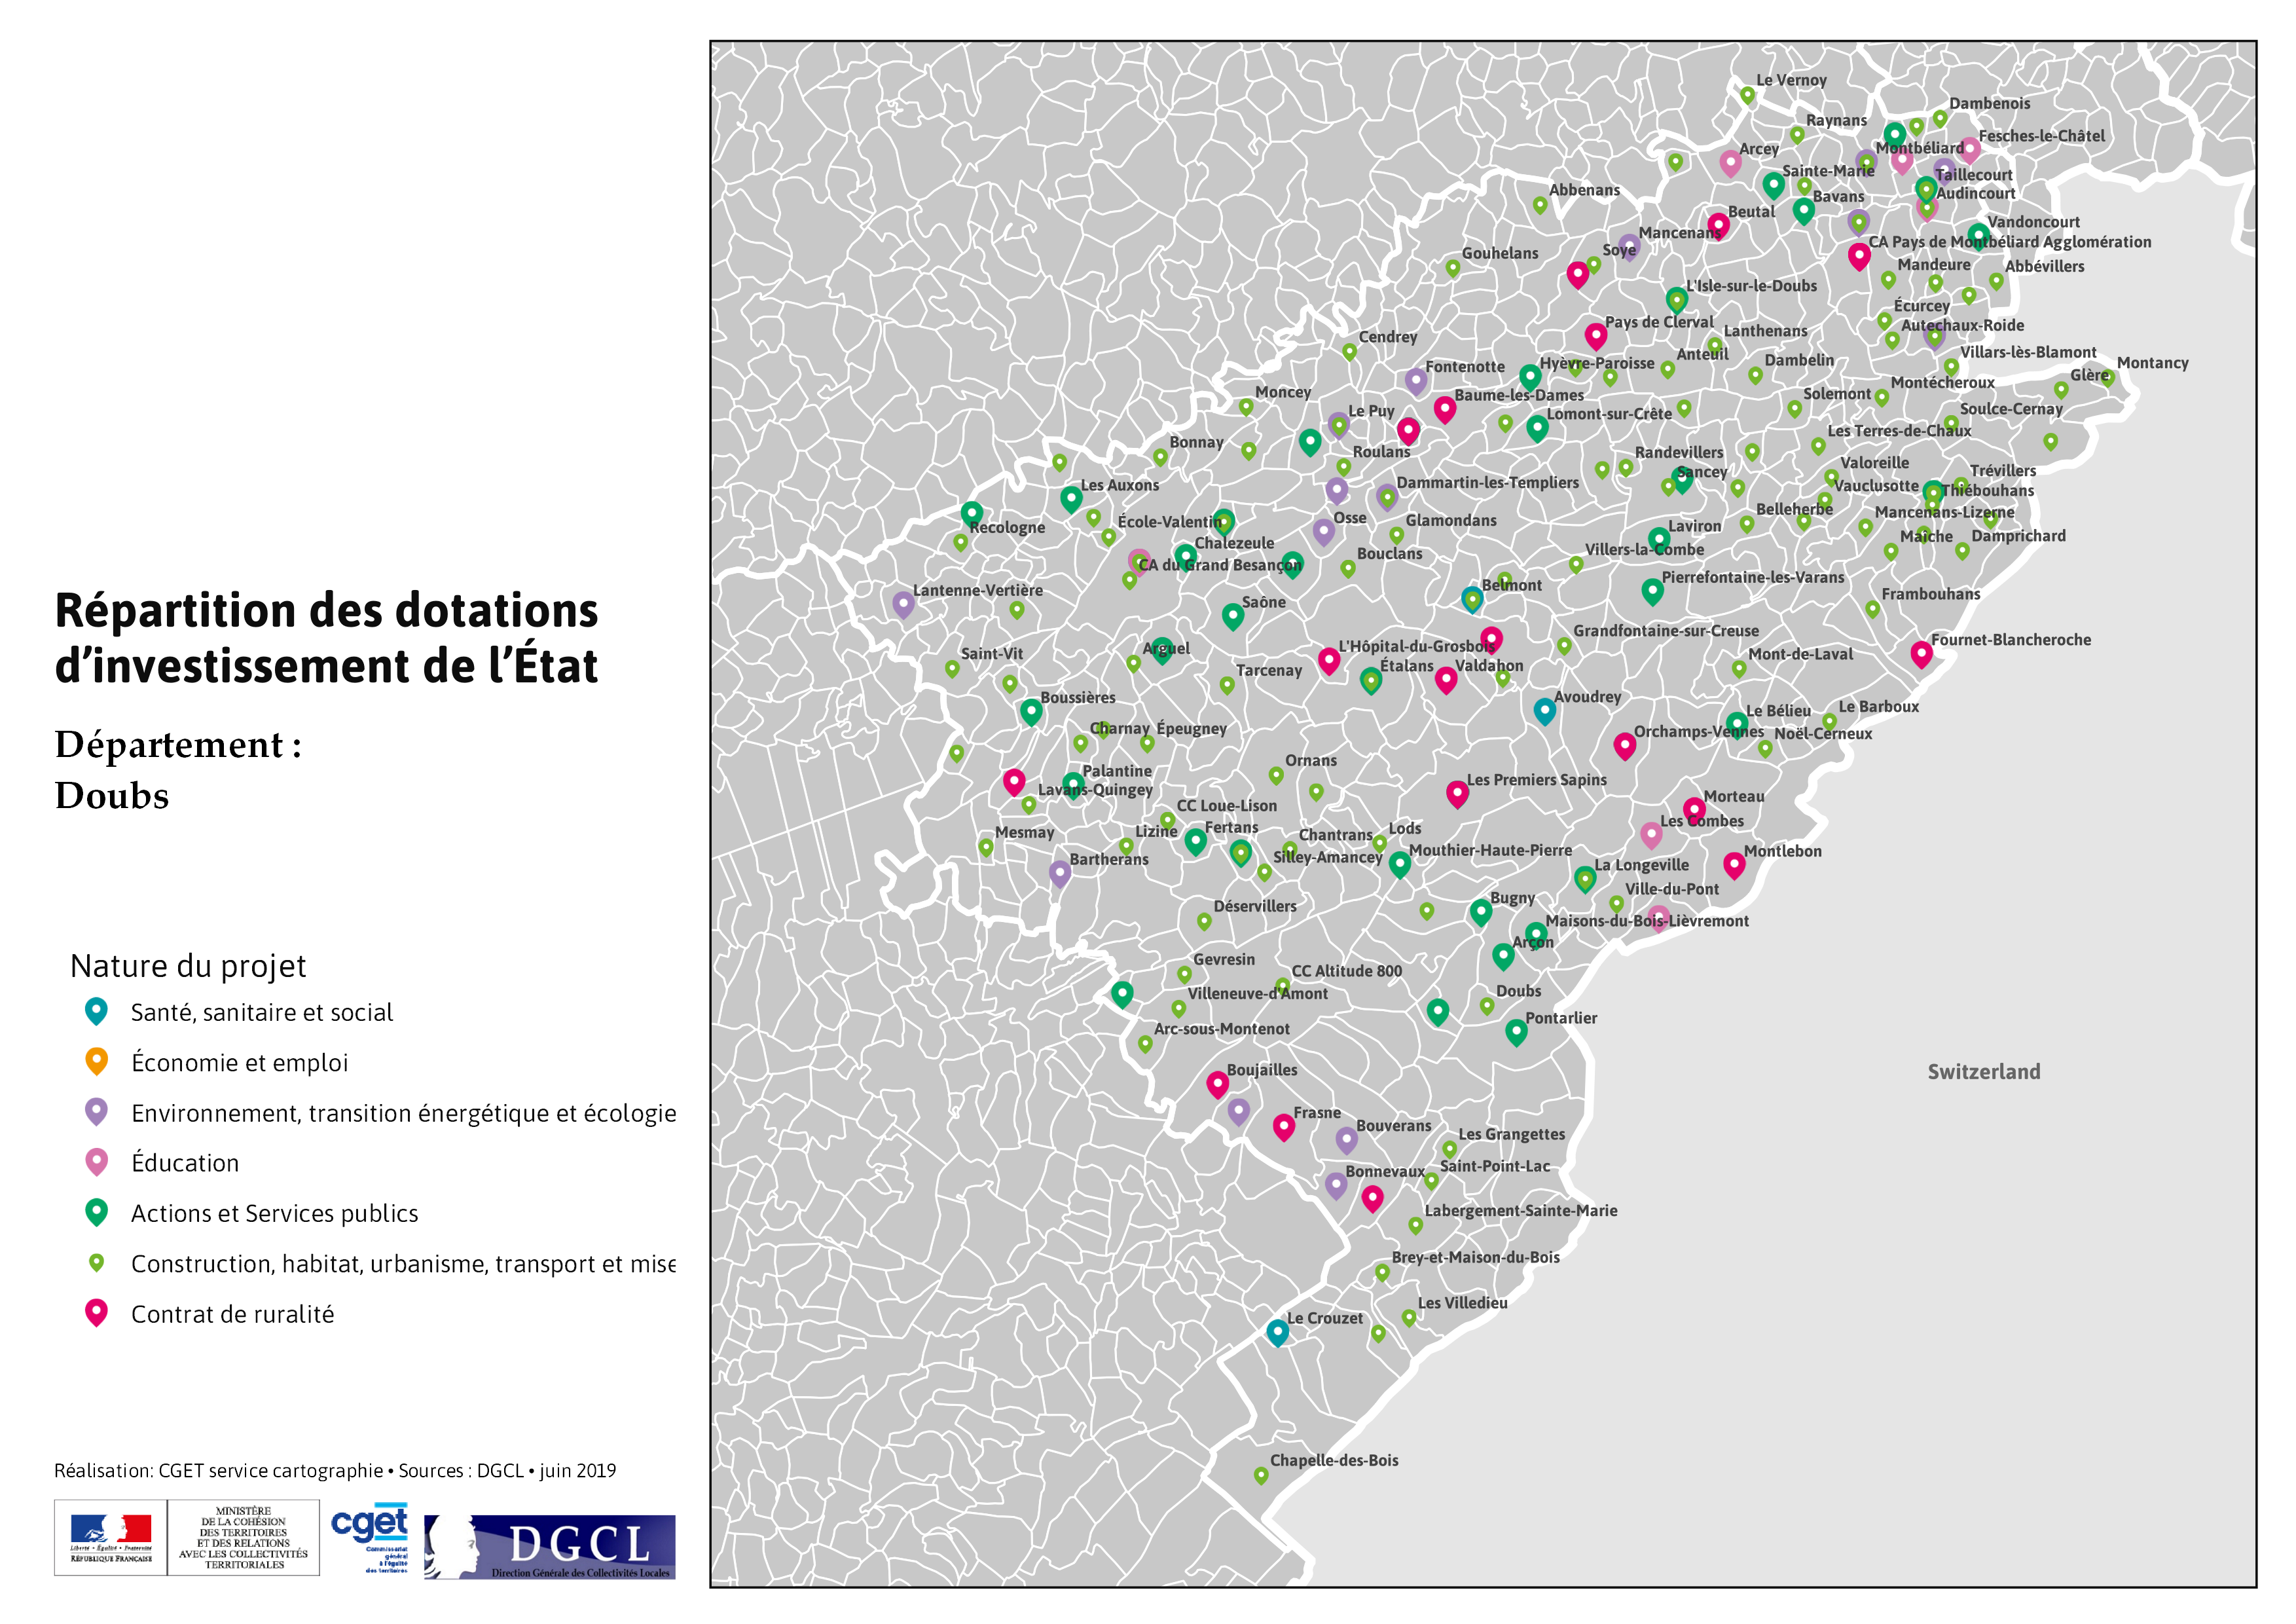 Répartition des dotations
d'investissement de l'État
Département :
Doubs
Nature du projet
Santé, sanitaire et social
Économie et emploi
Environnement, transition énergétique et écologie
Éducation
Actions et Services publics
Construction, habitat, urbanisme, transport et mise
Contrat de ruralité
Réalisation: CGET service cartographie • Sources : DGCL • juin 2019
Liberté • Égalité • Fraternité
RÉPUBLIQUE FRANÇAISE
MINISTÈRE
DE LA COHÉSION
DES TERRITOIRES
ET DES RELATIONS
AVEC LES COLLECTIVITÉS
TERRITORIALES
cget
Commissariat
général
à l'égalité
des territoires
DGCL
Direction Générale des Collectivités Locales
Le Vernoy
Dambenois
Raynans
Fesches-le-Châtel
Arcey
Montbéliard
Sainte-Marie
Taillecourt
Abbenans
Bavans
Audincourt
Beutal
Vandoncourt
Mancenans
CA Pays de Montbéliard Agglomération
Soye
Gouhelans
Mandeure
Abbévillers
L'Isle-sur-le-Doubs
Écurcey
Pays de Clerval
Lanthenans
Autechaux-Roide
Cendrey
Anteuil
Villars-lès-Blamont
Fontenotte
Hyèvre-Paroisse
Dambelin
Montancy
Glère
Moncey
Baume-les-Dames
Solemont
Montécheroux
Le Puy
Lomont-sur-Crête
Soulce-Cernay
Bonnay
Les Terres-de-Chaux
Roulans
Randevillers
Valoreille
Sancey
Trévillers
Les Auxons
Dammartin-les-Templiers
Vauclusotte
Thiébouhans
Recologne
École-Valentin
Osse
Glamondans
Belleherbe
Mancenans-Lizerne
Laviron
Chalezeule
Villers-la-Combe
Maîche
Damprichard
CA du Grand Besançon
Bouclans
Lantenne-Vertière
Belmont
Pierrefontaine-les-Varans
Frambouhans
Saône
Grandfontaine-sur-Creuse
Fournet-Blancheroche
Saint-Vit
Arguel
L'Hôpital-du-Grosbois
Mont-de-Laval
Tarcenay
Étalans
Valdahon
Boussières
Avoudrey
Le Bélieu
Le Barboux
Charnay
Épeugney
Orchamps-Vennes
Noël-Cerneux
Ornans
Palantine
Les Premiers Sapins
Lavans-Quingey
Morteau
CC Loue-Lison
Les Combes
Mesmay
Lizine
Fertans
Chantrans
Lods
Bartherans
Silley-Amancey
Mouthier-Haute-Pierre
Montlebon
La Longeville
Ville-du-Pont
Déservillers
Bugny
Maisons-du-Bois-Lièvremont
Arçon
Gevresin
CC Altitude 800
Villeneuve-d'Amont
Doubs
Arc-sous-Montenot
Pontarlier
Boujailles
Switzerland
Frasne
Bouverans
Les Grangettes
Bonnevaux
Saint-Point-Lac
Labergement-Sainte-Marie
Brey-et-Maison-du-Bois
Les Villedieu
Le Crouzet
Chapelle-des-Bois